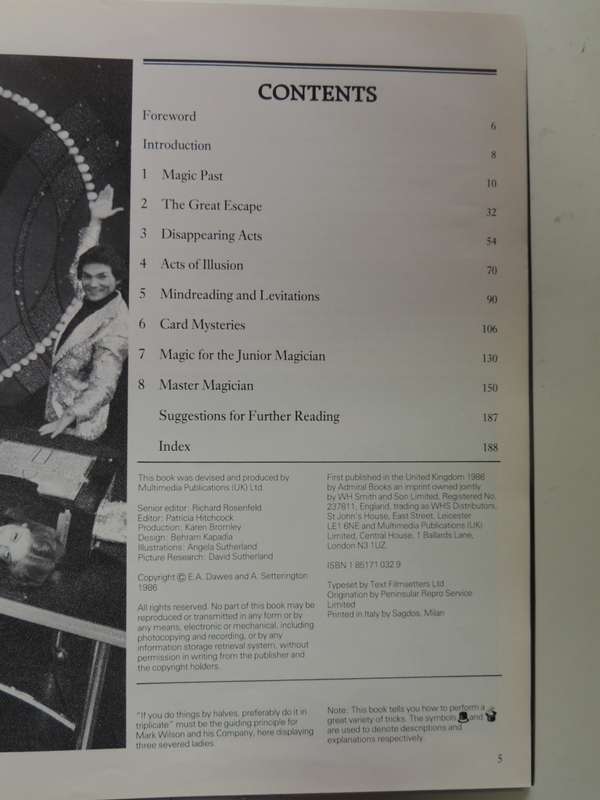 CONTENTS
Foreword 6
Introduction 8
1 Magic Past 10
2 The Great Escape 32
3 Disappearing Acts 54
4 Acts of Illusion 70
5 Mindreading and Levitations 90
6 Card Mysteries 106
7 Magic for the Junior Magician 130
8 Master Magician 150
Suggestions for Further Reading 187
Index 188
This book was devised and produced by
Multimedia Publications (UK) Ltd
Senior editor: Richard Rosenfeld
Editor: Patricia Hitchcock
Production: Karen Bromley
Design: Behram Kapadia
Illustrations: Angela Sutherland
Picture Research: David Sutherland
Copyright © E.A. Dawes and A. Setterington
1986
All rights reserved. No part of this book may be
reproduced or transmitted in any form or by
any means, electronic or mechanical, including
photocopying and recording, or by any
information storage retrieval system, without
permission in writing from the publisher and
the copyright holders.
First published in the United Kingdom 1986
by Admiral Books an imprint owned jointly
by WH Smith and Son Limited, Registered No.
237811, England, trading as WHS Distributors,
St John's House, East Street, Leicester
LE1 6NE and Multimedia Publications (UK)
Limited, Central House, 1 Ballards Lane,
London N3 1UZ.
ISBN 1 85171 032 9
Typeset by Text Filmsetters Ltd
Origination by Peninsular Repro Service
Limited
Printed in Italy by Sagdos, Milan
"If you do things by halves, preferably do it in
triplicate" must be the guiding principle for
Mark Wilson and his Company, here displaying
three severed ladies.
Note: This book tells you how to perform a
great variety of tricks. The symbols and
are used to denote descriptions and
explanations respectively.
5